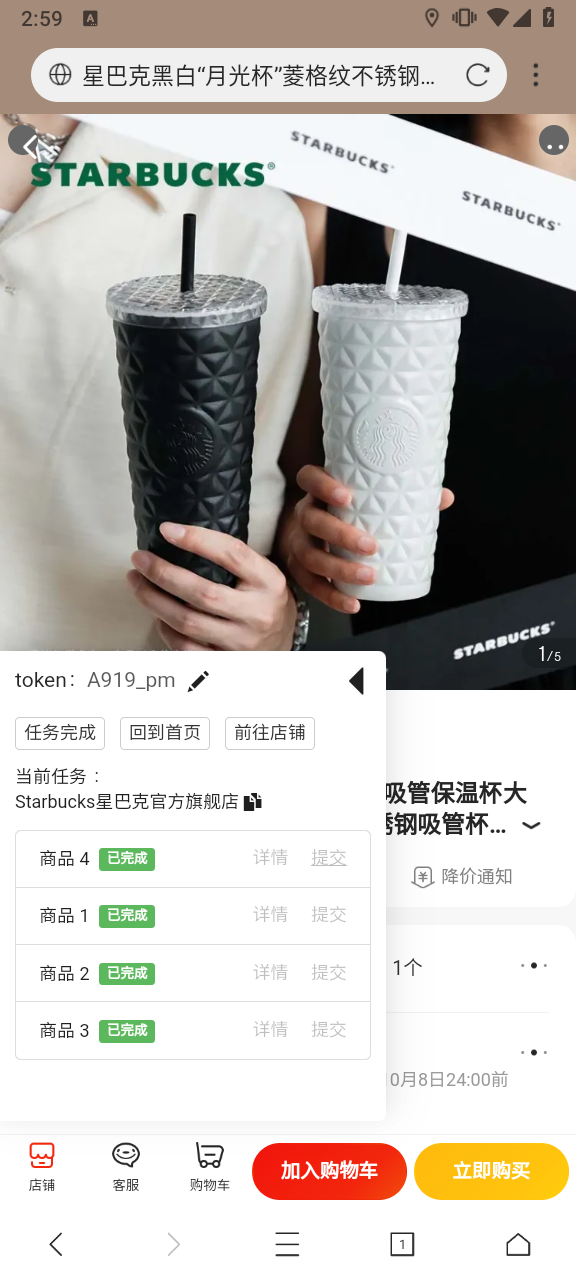 2:59
A
星巴克黑白“月光杯”菱格纹不锈钢...
STARBUCKS®
STARBUCKS®
STARBUCKS®
STARBUCKS®
1/5
token： A919_pm
任务完成 回到首页 前往店铺
当前任务：
Starbucks星巴克官方旗舰店
吸管保温杯大
锈钢吸管杯...
商品 4 已完成 详情 提交
降价通知
商品 1 已完成 详情 提交
商品 2 已完成 详情 提交
1个
商品 3 已完成 详情 提交
0月8日24:00前
店铺 客服 购物车 加入购物车 立即购买
1